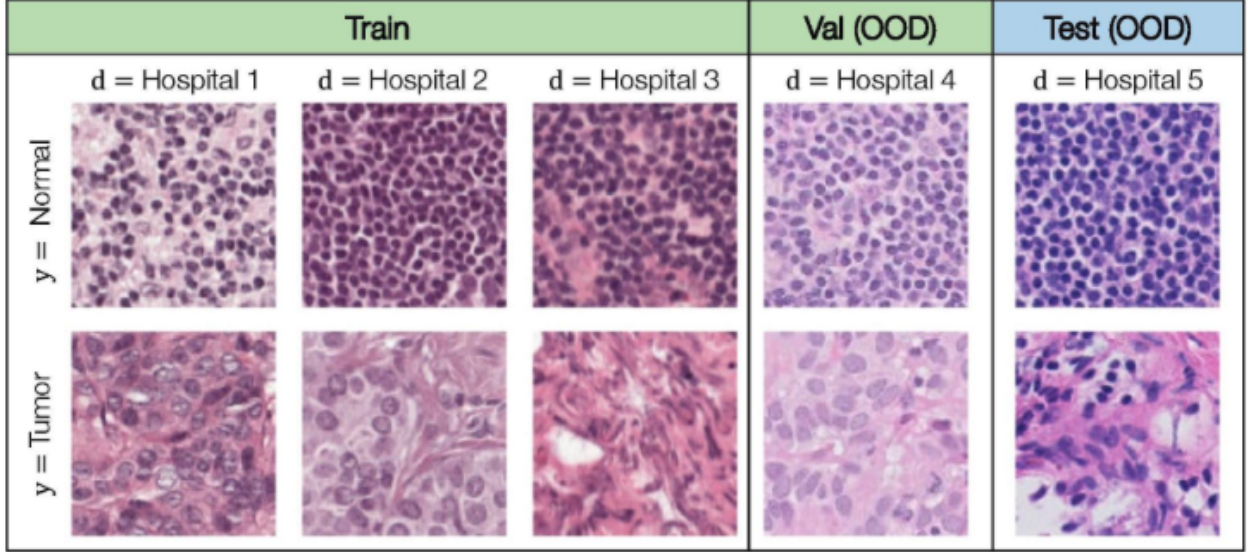 Train
Val (OOD)
Test (OOD)
d = Hospital 1
d = Hospital 2
d = Hospital 3
d = Hospital 4
d = Hospital 5
y = Normal
y = Tumor